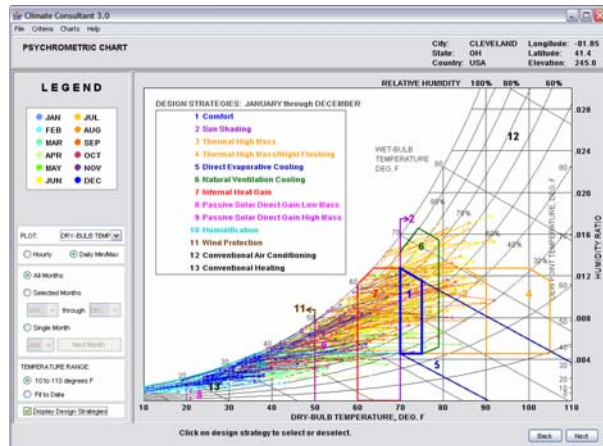 Climate Consultant 3.0
File Criteria Charts Help
PSYCHROMETRIC CHART
City: CLEVELAND Longitude: -81.85
State: OH Latitude: 41.4
Country: USA Elevation: 245.0
LEGEND
JAN JUL
FEB AUG
MAR SEP
APR OCT
MAY NOV
JUN DEC
PLOT: DRY-BULB TEMP
Hourly Daily Min/Max
All Months
Selected Months
JAN through DEC
Single Month
JAN Next Month
TEMPERATURE RANGE:
10 to 110 degrees F
Fit to Data
Display Design Strategies
RELATIVE HUMIDITY 100% 80% 60%
DESIGN STRATEGIES: JANUARY through DECEMBER
1 Comfort
2 Sun Shading
3 Thermal High Mass
4 Thermal High Mass/Night Flushing
5 Direct Evaporative Cooling
6 Natural Ventilation Cooling
7 Internal Heat Gain
8 Passive Solar Direct Gain Low Mass
9 Passive Solar Direct Gain High Mass
10 Humidification
11 Wind Protection
12 Conventional Air Conditioning
13 Conventional Heating
WET-BULB
TEMPERATURE
DEG. F
DEW POINT TEMPERATURE, DEG. F
HUMIDITY RATIO
.028
.024
.020
.016
.012
.008
.004
10 20 30 40 50 60 70 80 90 100 110
DRY-BULB TEMPERATURE, DEG. F
Click on design strategy to select or deselect.
Back Next